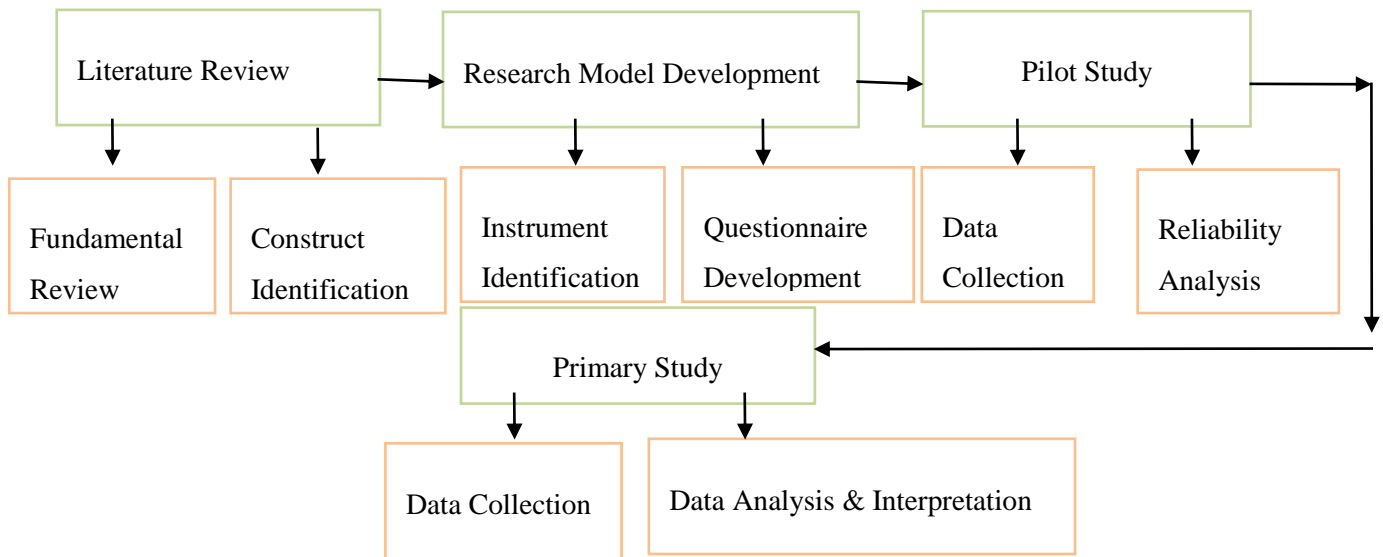 Literature Review
Research Model Development
Pilot Study
Fundamental
Review
Construct
Identification
Instrument
Identification
Questionnaire
Development
Data
Collection
Reliability
Analysis
Primary Study
Data Collection
Data Analysis & Interpretation